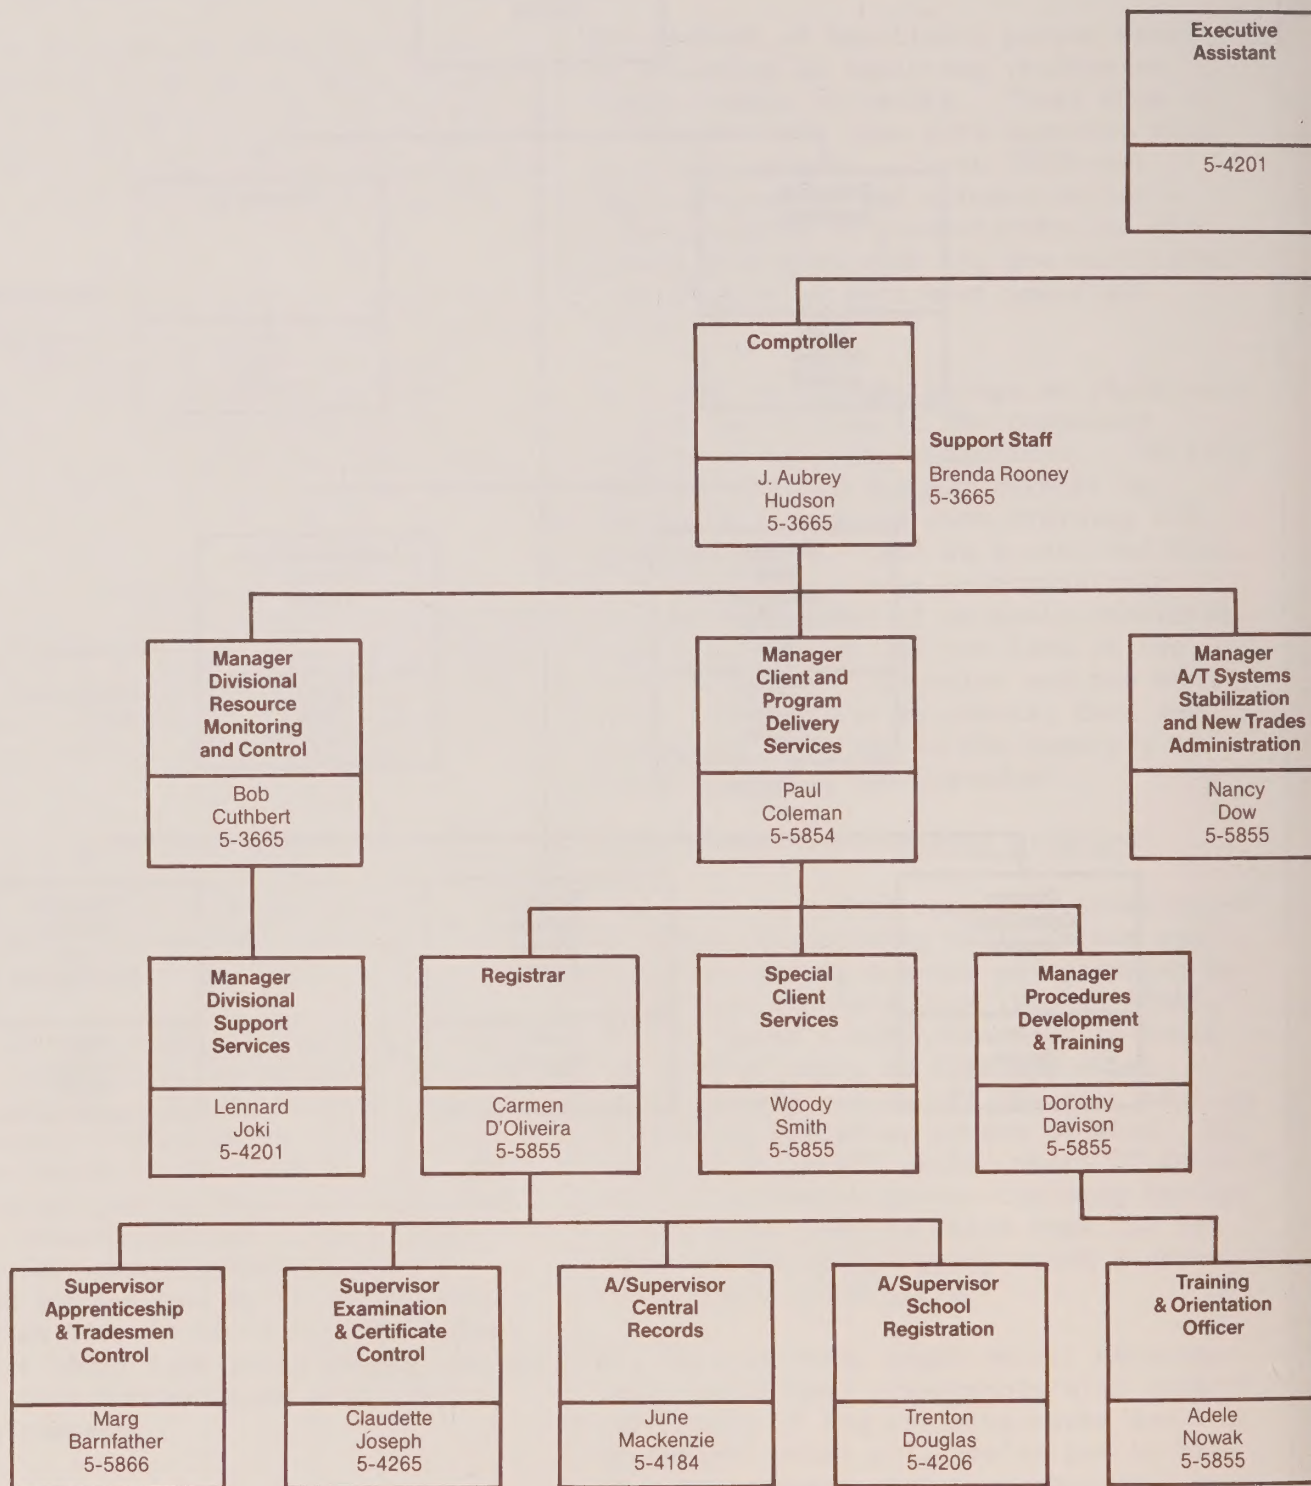 Executive
Assistant
5-4201
Comptroller
J. Aubrey
Hudson
5-3665
Support Staff
Brenda Rooney
5-3665
Manager
Divisional
Resource
Monitoring
and Control
Bob
Cuthbert
5-3665
Manager
Client and
Program
Delivery
Services
Paul
Coleman
5-5854
Manager
A/T Systems
Stabilization
and New Trades
Administration
Nancy
Dow
5-5855
Manager
Divisional
Support
Services
Lennard
Joki
5-4201
Registrar
Carmen
D'Oliveira
5-5855
Special
Client
Services
Woody
Smith
5-5855
Manager
Procedures
Development
& Training
Dorothy
Davison
5-5855
Supervisor
Apprenticeship
& Tradesmen
Control
Marg
Barnfather
5-5866
Supervisor
Examination
& Certificate
Control
Claudette
Joseph
5-4265
A/Supervisor
Central
Records
June
Mackenzie
5-4184
A/Supervisor
School
Registration
Trenton
Douglas
5-4206
Training
& Orientation
Officer
Adele
Nowak
5-5855